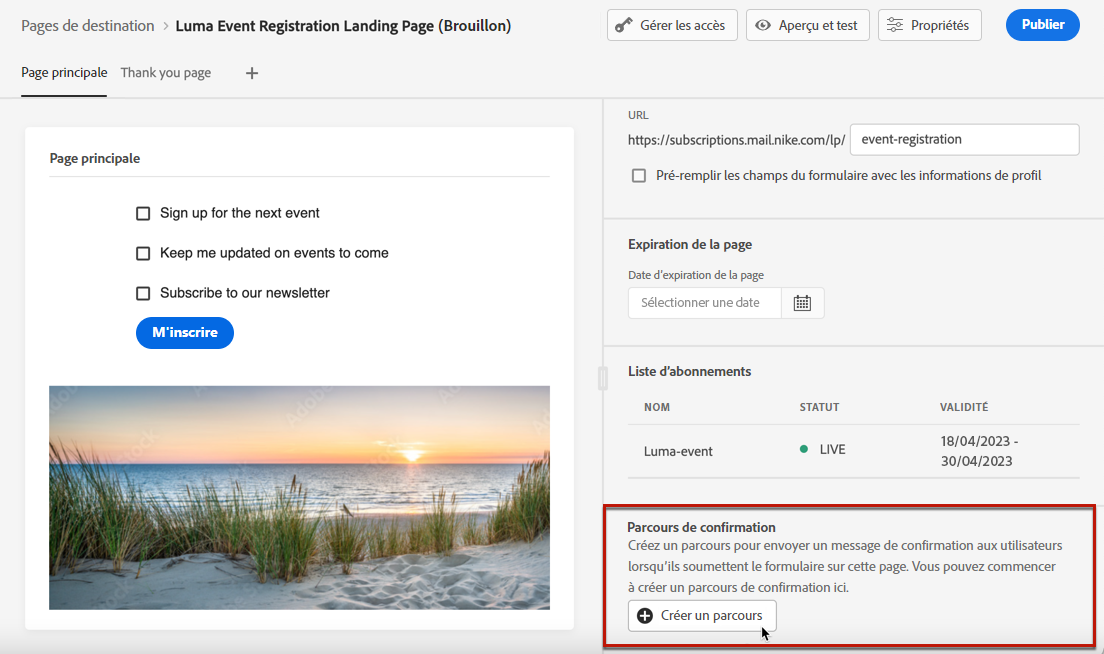 Pages de destination > Luma Event Registration Landing Page (Brouillon)
Gérer les accès
Aperçu et test
Propriétés
Publier
Page principale
Thank you page
Page principale
Sign up for the next event
Keep me updated on events to come
Subscribe to our newsletter
M'inscrire
URL
https://subscriptions.mail.nike.com/lp/
event-registration
Pré-remplir les champs du formulaire avec les informations de profil
Expiration de la page
Date d'expiration de la page
Sélectionner une date
Liste d'abonnements
NOM STATUT VALIDITÉ
Luma-event LIVE 18/04/2023 -
30/04/2023
Parcours de confirmation
Créez un parcours pour envoyer un message de confirmation aux utilisateurs
lorsqu'ils soumettent le formulaire sur cette page. Vous pouvez commencer
à créer un parcours de confirmation ici.
Créer un parcours